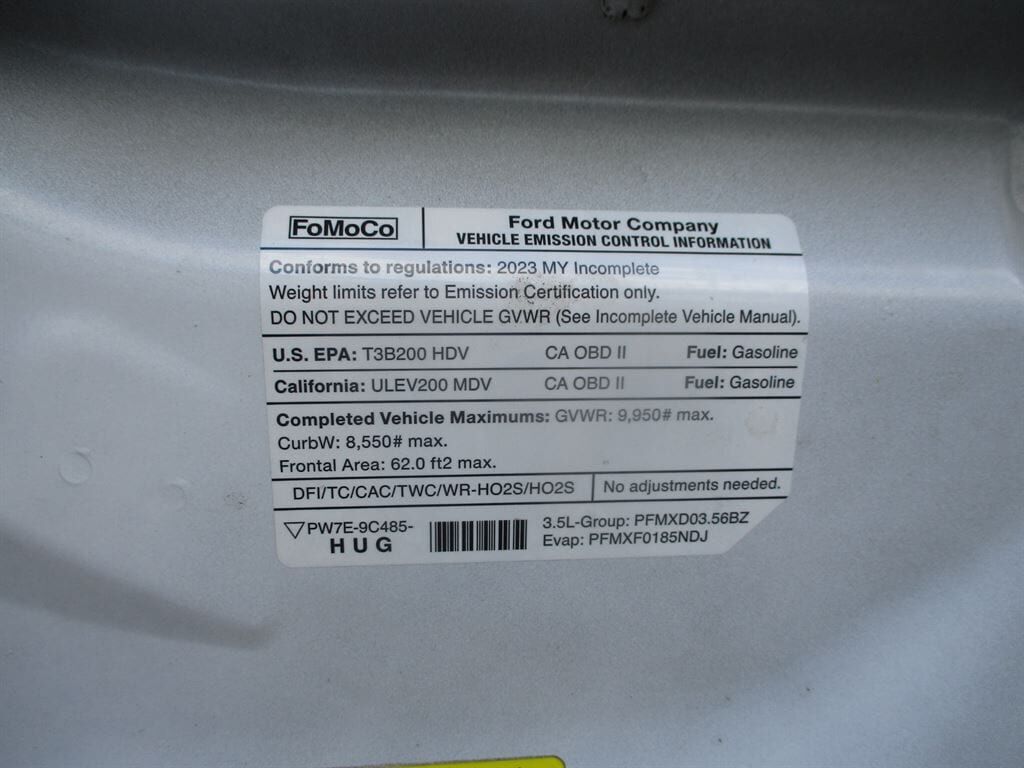 FoMoCo
Ford Motor Company
VEHICLE EMISSION CONTROL INFORMATION
Conforms to regulations: 2023 MY Incomplete
Weight limits refer to Emission Certification only.
DO NOT EXCEED VEHICLE GVWR (See Incomplete Vehicle Manual).
U.S. EPA: T3B200 HDV CA OBD II Fuel: Gasoline
California: ULEV200 MDV CA OBD II Fuel: Gasoline
Completed Vehicle Maximums: GVWR: 9,950# max.
CurbW: 8,550# max.
Frontal Area: 62.0 ft2 max.
DFI/TC/CAC/TWC/WR-HO2S/HO2S No adjustments needed.
PW7E-9C485-
HUG
3.5L-Group: PFMXD03.56BZ
Evap: PFMXF0185NDJ